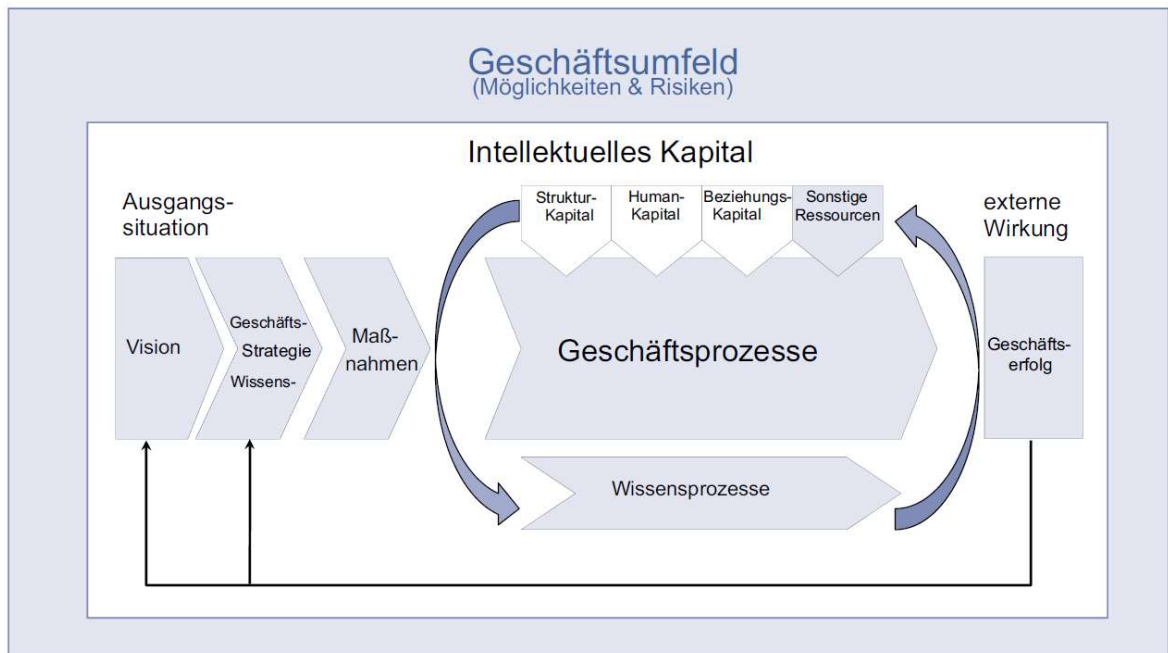 Geschäftsumfeld
(Möglichkeiten & Risiken)
Intellektuelles Kapital
Ausgangs-
situation
Struktur-
Kapital
Human-
Kapital
Beziehungs-
Kapital
Sonstige
Ressourcen
externe
Wirkung
Vision
Geschäfts-
Strategie
Wissens-
Maß-
nahmen
Geschäftsprozesse
Geschäfts-
erfolg
Wissensprozesse